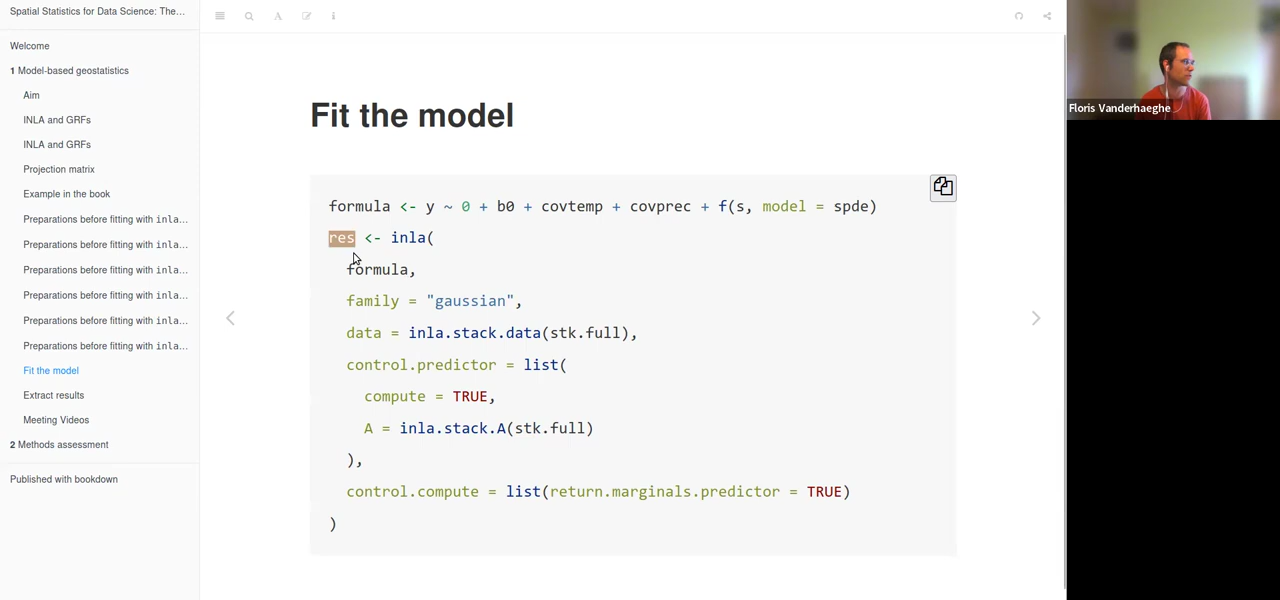 Spatial Statistics for Data Science: The...
Welcome
1 Model-based geostatistics
Aim
INLA and GRFs
INLA and GRFs
Projection matrix
Example in the book
Preparations before fitting with inla...
Preparations before fitting with inla...
Preparations before fitting with inla...
Preparations before fitting with inla...
Preparations before fitting with inla...
Preparations before fitting with inla...
Fit the model
Extract results
Meeting Videos
2 Methods assessment
Published with bookdown
Fit the model
formula <- y ~ 0 + b0 + covtemp + covprec + f(s, model = spde)
res <- inla(
formula,
family = "gaussian",
data = inla.stack.data(stk.full),
control.predictor = list(
compute = TRUE,
A = inla.stack.A(stk.full)
),
control.compute = list(return.marginals.predictor = TRUE)
)
Floris Vanderhaeghe